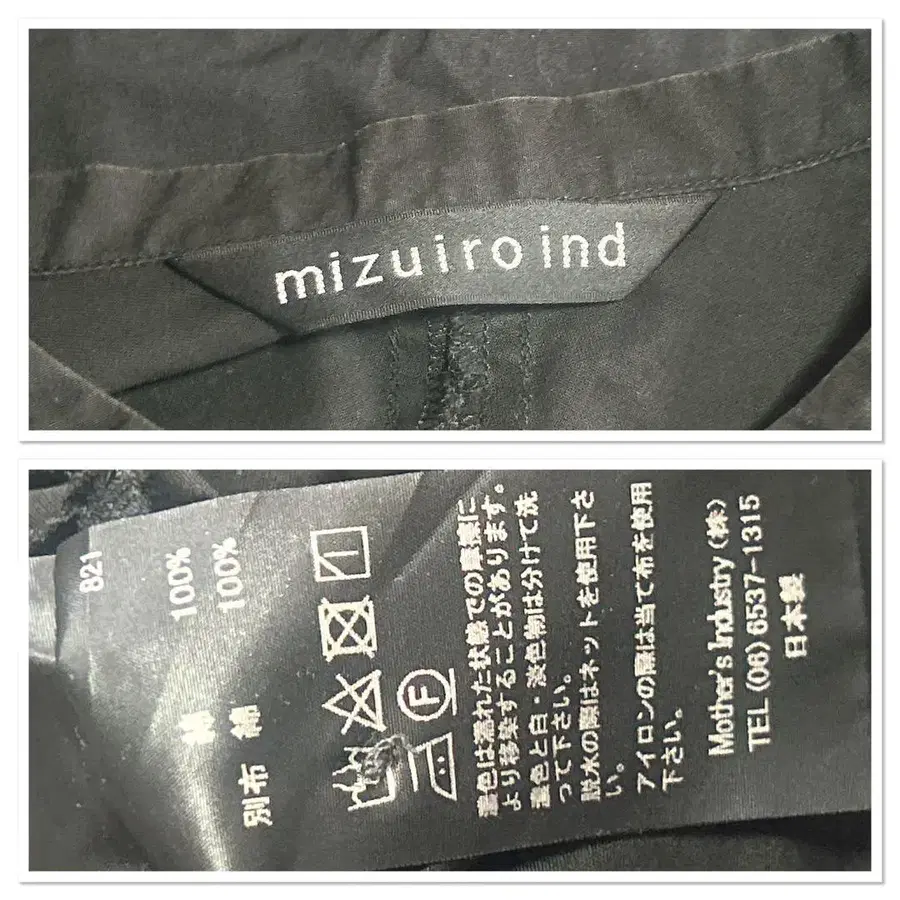 mizuiro ind
821
綿 100%
別布 綿 100%
F
濃色は濡れた状態での摩擦に
より移染することがあります。
濃色と白・淡色物は分けて洗
って下さい。
脱水の際はネットを使用下さ
い。
アイロンの際は当て布を使用
下さい。
Mother's Industry (株)
TEL (06) 6537-1315
日本製